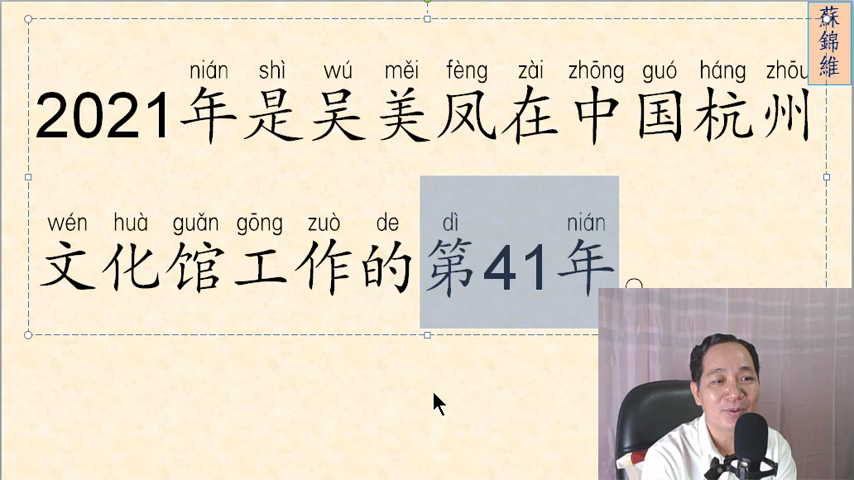 nián shì wú měi fèng zài zhōng guó háng zhōu
2021年是吴美凤在中国杭州
wén huà guǎn gōng zuò de dì nián
文化馆工作的第41年。
蘇錦維